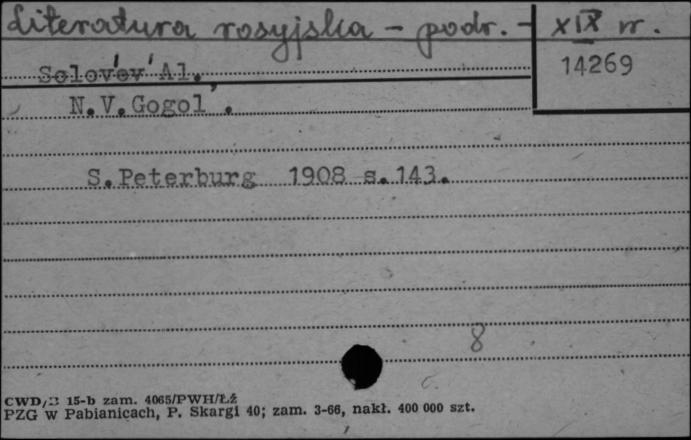 Literatura rosyjska - podr. - XIX w.
14269
Solov'ev Al.
N.V.Gogol'.
S.Peterburg 1908 s.143.
8
CWD/B 15-b zam. 4065/PWH/Łź
PZG w Pabianicach, P. Skargi 40; zam. 3-66, nakł. 400 000 szt.